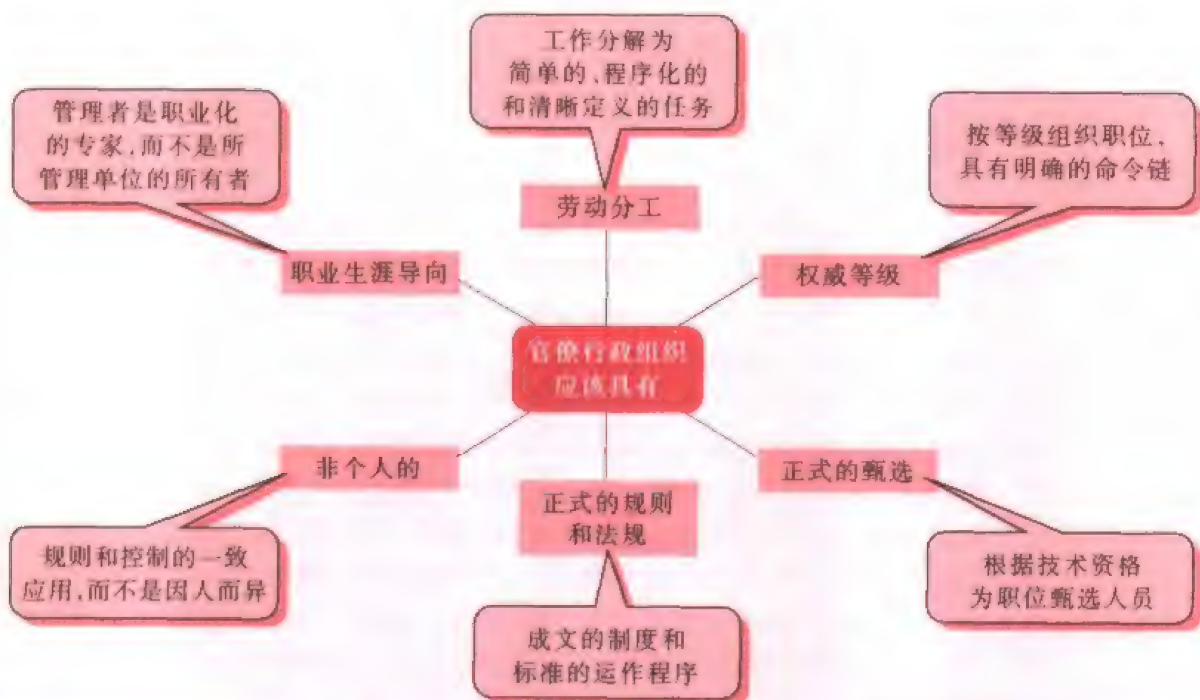 工作分解为
简单的、程序化的
和清晰定义的任务
管理者是职业化
的专家,而不是所
管理单位的所有者
按等级组织职位,
具有明确的命令链
劳动分工
职业生涯导向
权威等级
官僚行政组织
应该具有
非个人的
正式的规则
和法规
正式的甄选
规则和控制的一致
应用,而不是因人而异
成文的制度和
标准的运作程序
根据技术资格
为职位甄选人员